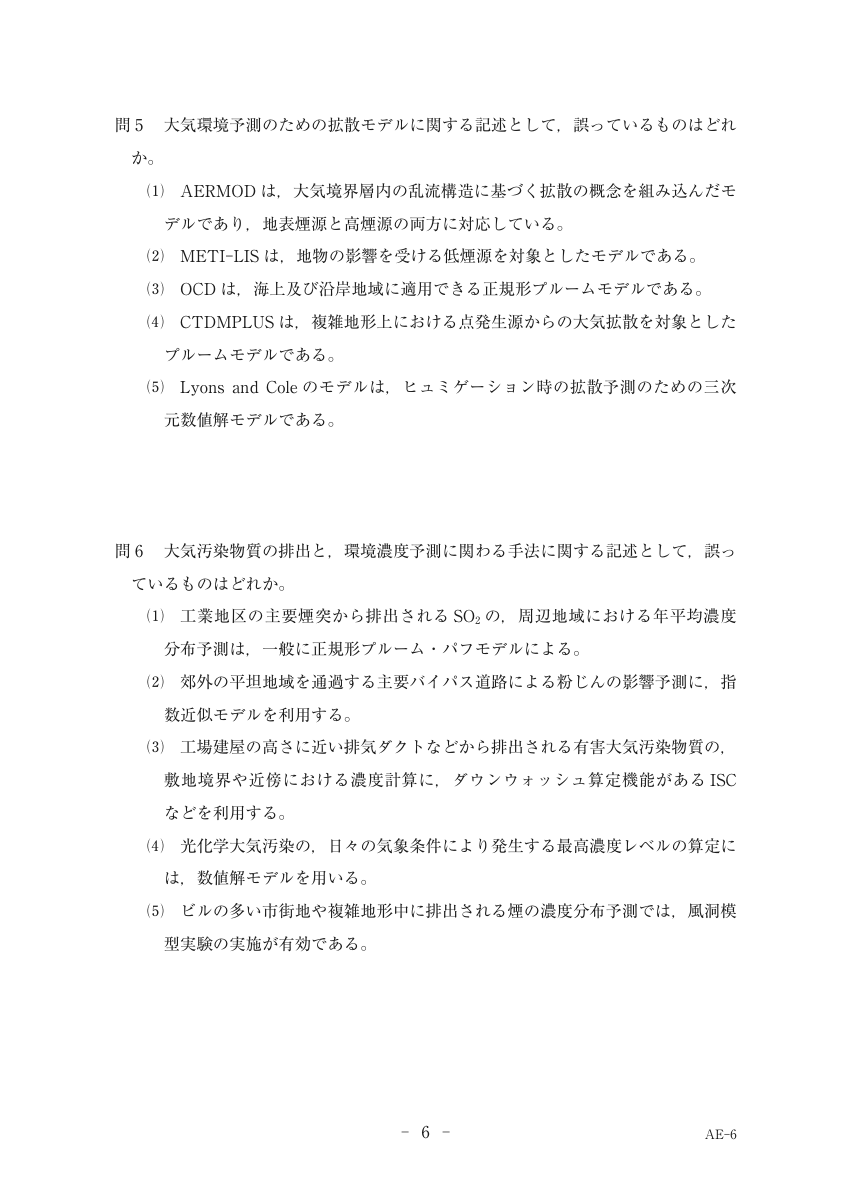 問5 大気環境予測のための拡散モデルに関する記述として，誤っているものはどれ
か。
⑴ AERMOD は，大気境界層内の乱流構造に基づく拡散の概念を組み込んだモ
デルであり，地表煙源と高煙源の両方に対応している。
⑵ METI-LIS は，地物の影響を受ける低煙源を対象としたモデルである。
⑶ OCD は，海上及び沿岸地域に適用できる正規形プルームモデルである。
⑷ CTDMPLUS は，複雑地形上における点発生源からの大気拡散を対象とした
プルームモデルである。
⑸ Lyons and Cole のモデルは，ヒュミゲーション時の拡散予測のための三次
元数値解モデルである。
問6 大気汚染物質の排出と，環境濃度予測に関わる手法に関する記述として，誤っ
ているものはどれか。
⑴ 工業地区の主要煙突から排出される SO₂ の，周辺地域における年平均濃度
分布予測は，一般に正規形プルーム・パフモデルによる。
⑵ 郊外の平坦地域を通過する主要バイパス道路による粉じんの影響予測に，指
数近似モデルを利用する。
⑶ 工場建屋の高さに近い排気ダクトなどから排出される有害大気汚染物質の，
敷地境界や近傍における濃度計算に，ダウンウォッシュ算定機能がある ISC
などを利用する。
⑷ 光化学大気汚染の，日々の気象条件により発生する最高濃度レベルの算定に
は，数値解モデルを用いる。
⑸ ビルの多い市街地や複雑地形中に排出される煙の濃度分布予測では，風洞模
型実験の実施が有効である。
- 6 -
AE-6